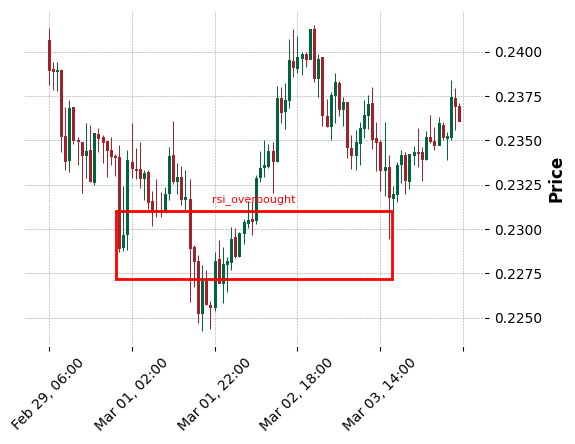 0.2400
0.2375
0.2350
0.2325
0.2300
0.2275
0.2250
Price
rsi_overbought
Feb 29, 06:00
Mar 01, 02:00
Mar 01, 22:00
Mar 02, 18:00
Mar 03, 14:00